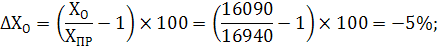 ΔX_О = (X_О / X_ПР − 1) × 100 = (16090 / 16940 − 1) × 100 = −5%;